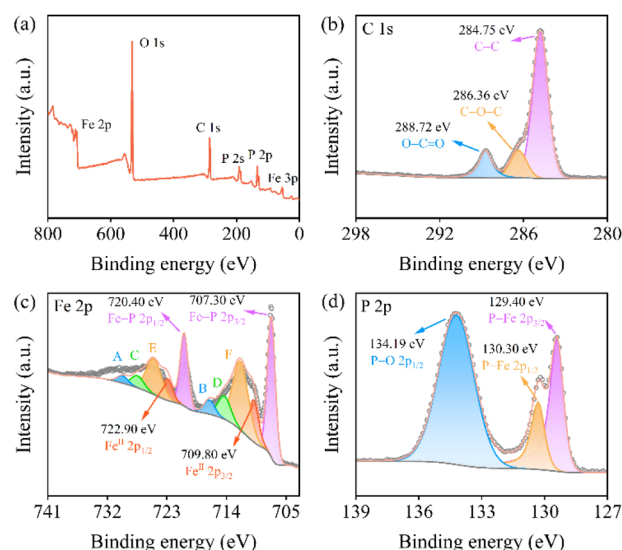 (a)
O 1s
Fe 2p
C 1s
P 2s
P 2p
Fe 3p
Intensity (a.u.)
800 600 400 200 0
Binding energy (eV)
(b)
C 1s
284.75 eV
C–C
286.36 eV
C–O–C
288.72 eV
O–C=O
Intensity (a.u.)
298 292 286 280
Binding energy (eV)
(c)
Fe 2p
720.40 eV
Fe–P 2p1/2
707.30 eV
Fe–P 2p3/2
A C E
B D F
722.90 eV
FeII 2p1/2
709.80 eV
FeII 2p3/2
Intensity (a.u.)
741 732 723 714 705
Binding energy (eV)
(d)
P 2p
129.40 eV
P–Fe 2p3/2
134.19 eV
P–O 2p1/2
130.30 eV
P–Fe 2p1/2
Intensity (a.u.)
139 136 133 130 127
Binding energy (eV)